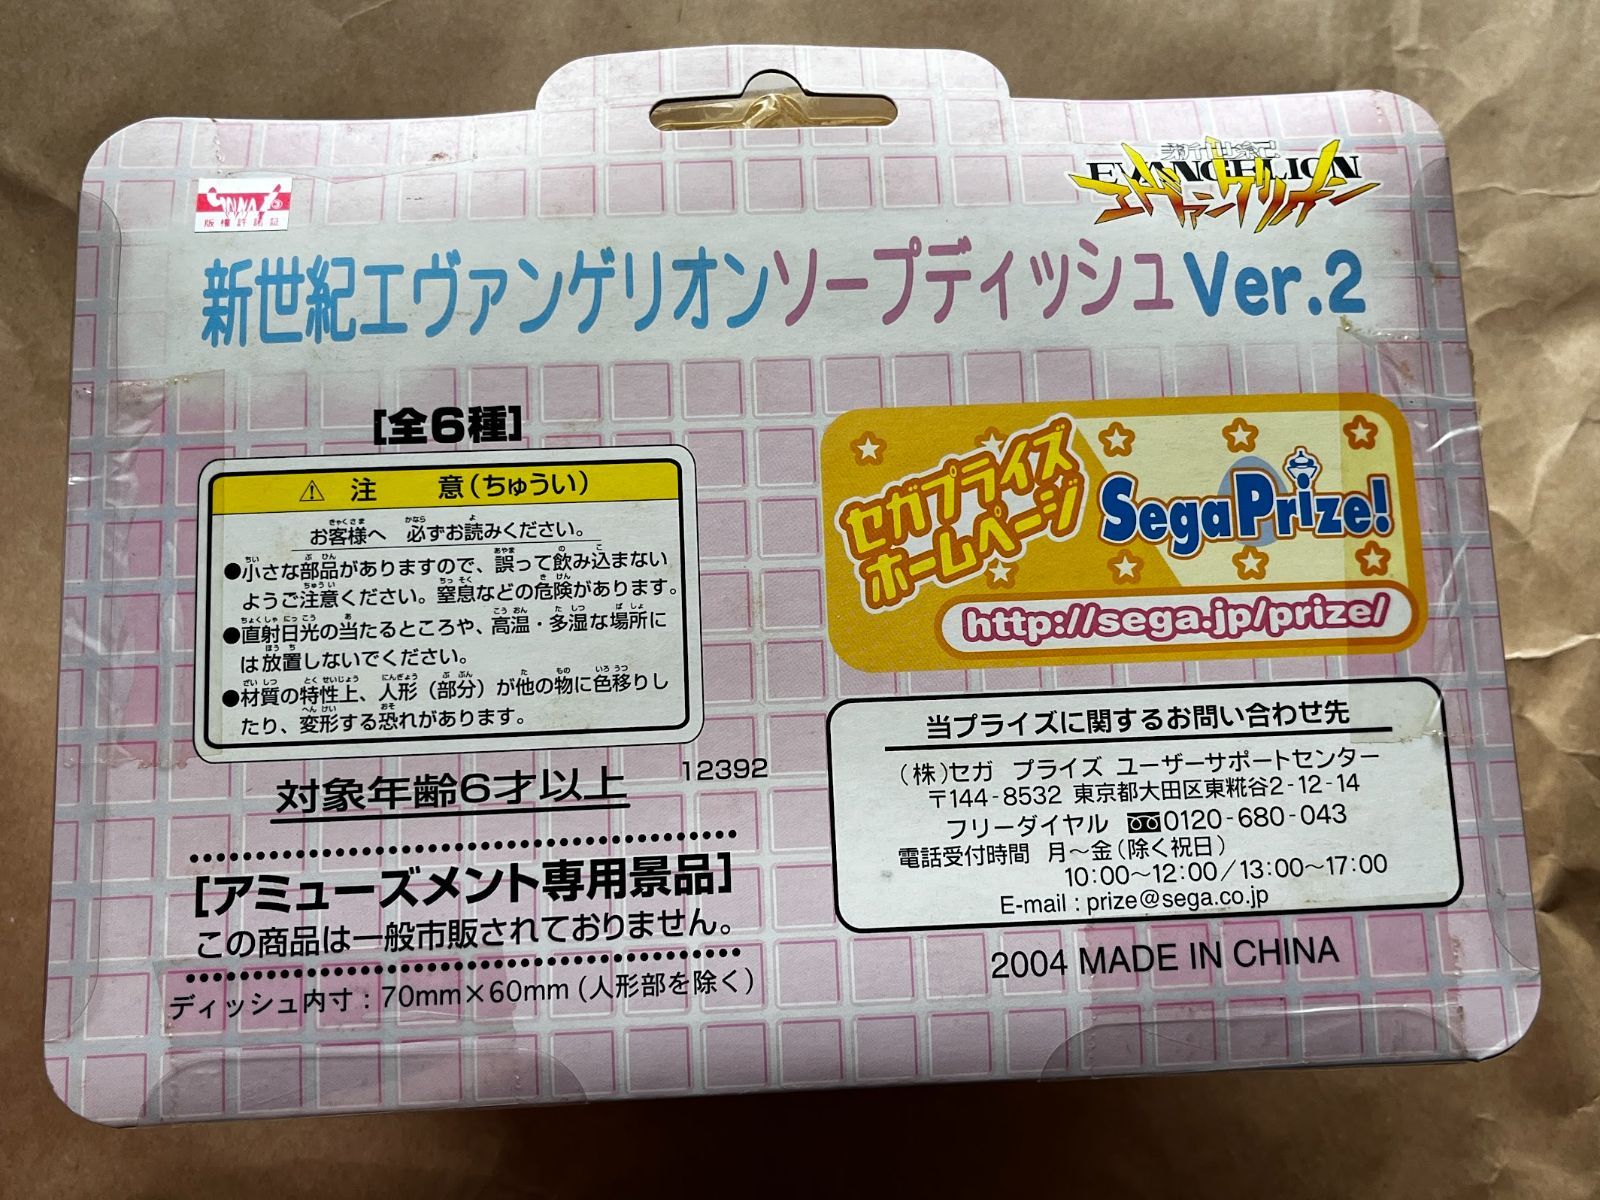 GAINAX
版権許諾証
新世紀
EVANGELION
エヴァンゲリオン
新世紀エヴァンゲリオンソープディッシュ Ver.2
[全6種]
⚠ 注 意(ちゅうい)
お客様へ 必ずお読みください。
●小さな部品がありますので、誤って飲み込まない
ようご注意ください。窒息などの危険があります。
●直射日光の当たるところや、高温・多湿な場所に
は放置しないでください。
●材質の特性上、人形(部分)が他の物に色移りし
たり、変形する恐れがあります。
対象年齢6才以上
12392
[アミューズメント専用景品]
この商品は一般市販されておりません。
ディッシュ内寸:70mm×60mm(人形部を除く)
セガプライズ
ホームページ
SegaPrize!
http://sega.jp/prize/
当プライズに関するお問い合わせ先
(株)セガ プライズ ユーザーサポートセンター
〒144-8532 東京都大田区東糀谷2-12-14
フリーダイヤル 0120-680-043
電話受付時間 月〜金(除く祝日)
10:00〜12:00/13:00〜17:00
E-mail : prize@sega.co.jp
2004 MADE IN CHINA